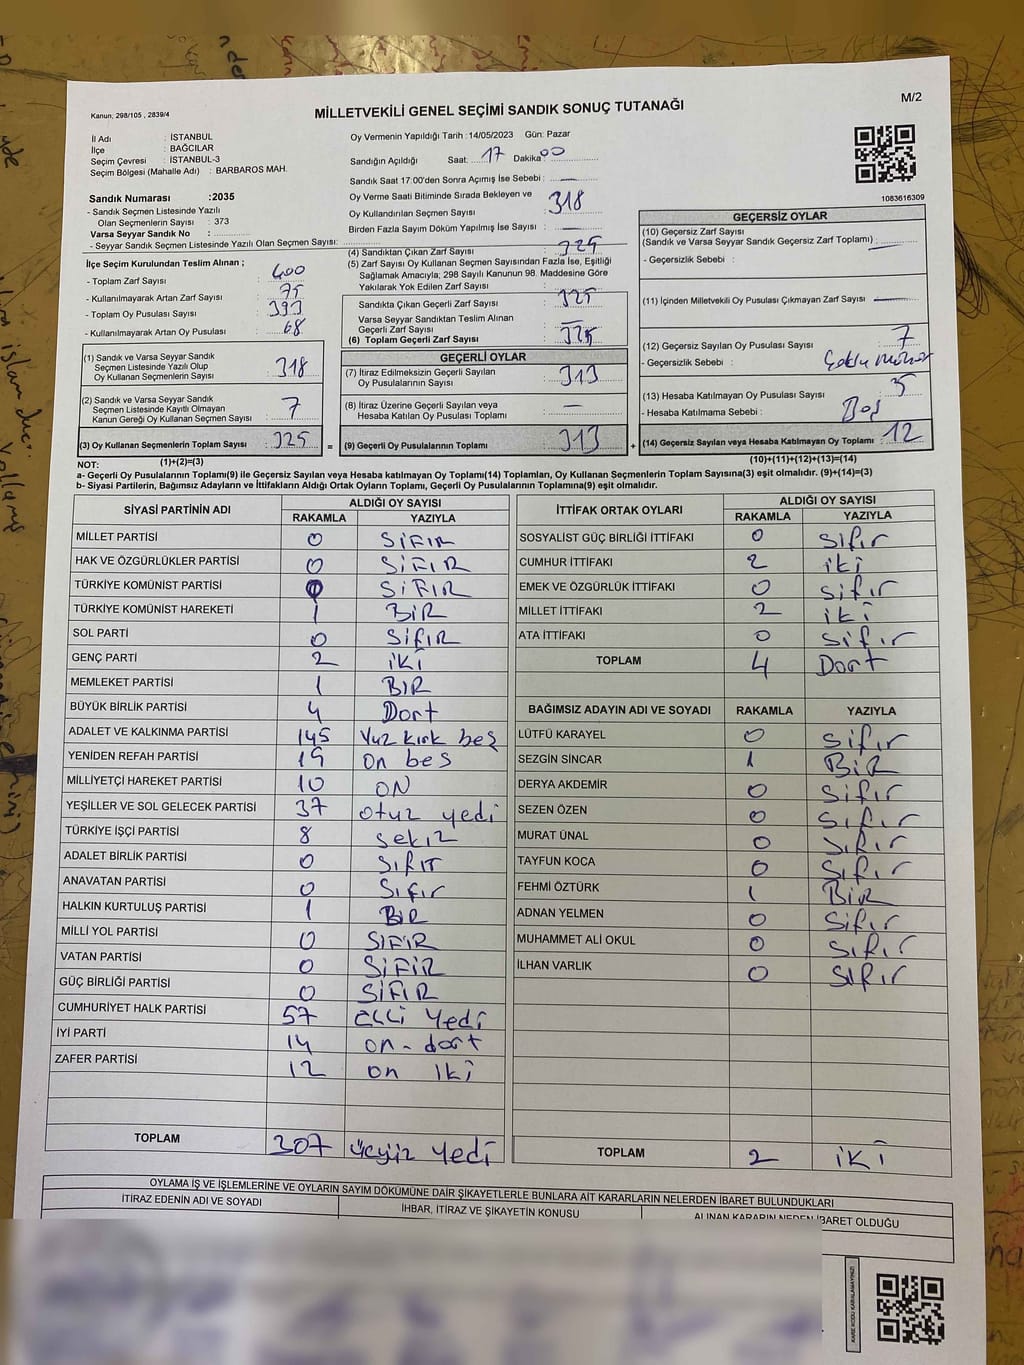 Kanun; 298/105 , 2839/4
MİLLETVEKİLİ GENEL SEÇİMİ SANDIK SONUÇ TUTANAĞI
M/2
İl Adı : İSTANBUL
İlçe : BAĞCILAR
Seçim Çevresi : İSTANBUL-3
Seçim Bölgesi (Mahalle Adı) : BARBAROS MAH.
Oy Vermenin Yapıldığı Tarih :14/05/2023 Gün: Pazar
Sandığın Açıldığı Saat. 17 Dakika 00
Sandık Saat 17:00'den Sonra Açımış İse Sebebi : —
Oy Verme Saati Bitiminde Sırada Bekleyen ve
Oy Kullandırılan Seçmen Sayısı : 318
Birden Fazla Sayım Döküm Yapılmış İse Sayısı : —
1083616309
Sandık Numarası :2035
- Sandık Seçmen Listesinde Yazılı
Olan Seçmenlerin Sayısı : 373
Varsa Seyyar Sandık No :
- Seyyar Sandık Seçmen Listesinde Yazılı Olan Seçmen Sayısı:
İlçe Seçim Kurulundan Teslim Alınan ;
- Toplam Zarf Sayısı : 400
- Kullanılmayarak Artan Zarf Sayısı : 75
- Toplam Oy Pusulası Sayısı : 393
- Kullanılmayarak Artan Oy Pusulası : 68
(4) Sandıktan Çıkan Zarf Sayısı : 325
(5) Zarf Sayısı Oy Kullanan Seçmen Sayısından Fazla İse, Eşitliği
Sağlamak Amacıyla; 298 Sayılı Kanunun 98. Maddesine Göre
Yakılarak Yok Edilen Zarf Sayısı :
Sandıkta Çıkan Geçerli Zarf Sayısı : 325
Varsa Seyyar Sandıktan Teslim Alınan
Geçerli Zarf Sayısı : —
(6) Toplam Geçerli Zarf Sayısı : 325
GEÇERSİZ OYLAR
(10) Geçersiz Zarf Sayısı
(Sandık ve Varsa Seyyar Sandık Geçersiz Zarf Toplamı) : —
- Geçersizlik Sebebi :
(11) İçinden Milletvekili Oy Pusulası Çıkmayan Zarf Sayısı —
(12) Geçersiz Sayılan Oy Pusulası Sayısı : 7
- Geçersizlik Sebebi : Çoklu mühür
(13) Hesaba Katılmayan Oy Pusulası Sayısı : 5
- Hesaba Katılmama Sebebi : Boş
(14) Geçersiz Sayılan veya Hesaba Katılmayan Oy Toplamı : 12
(1) Sandık ve Varsa Seyyar Sandık
Seçmen Listesinde Yazılı Olup
Oy Kullanan Seçmenlerin Sayısı : 318
(2) Sandık ve Varsa Seyyar Sandık
Seçmen Listesinde Kayıtlı Olmayan
Kanun Gereği Oy Kullanan Seçmen Sayısı : 7
(3) Oy Kullanan Seçmenlerin Toplam Sayısı : 325 =
GEÇERLİ OYLAR
(7) İtiraz Edilmeksizin Geçerli Sayılan
Oy Pusulalarının Sayısı : 313
(8) İtiraz Üzerine Geçerli Sayılan veya
Hesaba Katılan Oy Pusulası Toplamı : —
(9) Geçerli Oy Pusulalarının Toplamı : 313 +
NOT: (1)+(2)=(3)
(10)+(11)+(12)+(13)=(14)
a- Geçerli Oy Pusulalarının Toplamı(9) ile Geçersiz Sayılan veya Hesaba katılmayan Oy Toplamı(14) Toplamları, Oy Kullanan Seçmenlerin Toplam Sayısına(3) eşit olmalıdır. (9)+(14)=(3)
b- Siyasi Partilerin, Bağımsız Adayların ve İttifakların Aldığı Ortak Oyların Toplamı, Geçerli Oy Pusulalarının Toplamına(9) eşit olmalıdır.
SİYASİ PARTİNİN ADI ALDIĞI OY SAYISI
RAKAMLA YAZIYLA
MİLLET PARTİSİ 0 SIFIR
HAK VE ÖZGÜRLÜKLER PARTİSİ 0 SIFIR
TÜRKİYE KOMÜNİST PARTİSİ 0 SIFIR
TÜRKİYE KOMÜNİST HAREKETİ 1 BİR
SOL PARTİ 0 SIFIR
GENÇ PARTİ 2 iki
MEMLEKET PARTİSİ 1 BIR
BÜYÜK BİRLİK PARTİSİ 4 Dort
ADALET VE KALKINMA PARTİSİ 145 Yuz kırk beş
YENİDEN REFAH PARTİSİ 15 on bes
MİLLİYETÇİ HAREKET PARTİSİ 10 ON
YEŞİLLER VE SOL GELECEK PARTİSİ 37 otuz yedi
TÜRKİYE İŞÇİ PARTİSİ 8 sekiz
ADALET BİRLİK PARTİSİ 0 Sıfır
ANAVATAN PARTİSİ 0 Sıfır
HALKIN KURTULUŞ PARTİSİ 1 BİR
MİLLİ YOL PARTİSİ 0 SIFIR
VATAN PARTİSİ 0 SIFIR
GÜÇ BİRLİĞİ PARTİSİ 0 SIFIR
CUMHURİYET HALK PARTİSİ 57 ELLİ Yedi
İYİ PARTİ 14 on-dört
ZAFER PARTİSİ 12 on iki
TOPLAM 307 üçyüz yedi
İTTİFAK ORTAK OYLARI ALDIĞI OY SAYISI
RAKAMLA YAZIYLA
SOSYALİST GÜÇ BİRLİĞİ İTTİFAKI 0 sıfır
CUMHUR İTTİFAKI 2 iki
EMEK VE ÖZGÜRLÜK İTTİFAKI 0 sıfır
MİLLET İTTİFAKI 2 iki
ATA İTTİFAKI 0 sıfır
TOPLAM 4 Dort
BAĞIMSIZ ADAYIN ADI VE SOYADI RAKAMLA YAZIYLA
LÜTFÜ KARAYEL 0 sıfır
SEZGİN SİNCAR 1 BİR
DERYA AKDEMİR 0 Sıfır
SEZEN ÖZEN 0 sıfır
MURAT ÜNAL 0 sıfır
TAYFUN KOCA 0 Sıfır
FEHMİ ÖZTÜRK 1 Bir
ADNAN YELMEN 0 Sıfır
MUHAMMET ALİ OKUL 0 sıfır
İLHAN VARLIK 0 sıfır
TOPLAM 2 iki
OYLAMA İŞ VE İŞLEMLERİNE VE OYLARIN SAYIM DÖKÜMÜNE DAİR ŞİKAYETLERLE BUNLARA AİT KARARLARIN NELERDEN İBARET BULUNDUKLARI
İTİRAZ EDENİN ADI VE SOYADI İHBAR, İTİRAZ VE ŞİKAYETİN KONUSU ALINAN KARARIN NEDEN İBARET OLDUĞU
KARE KODU KARALAMAYINIZ!